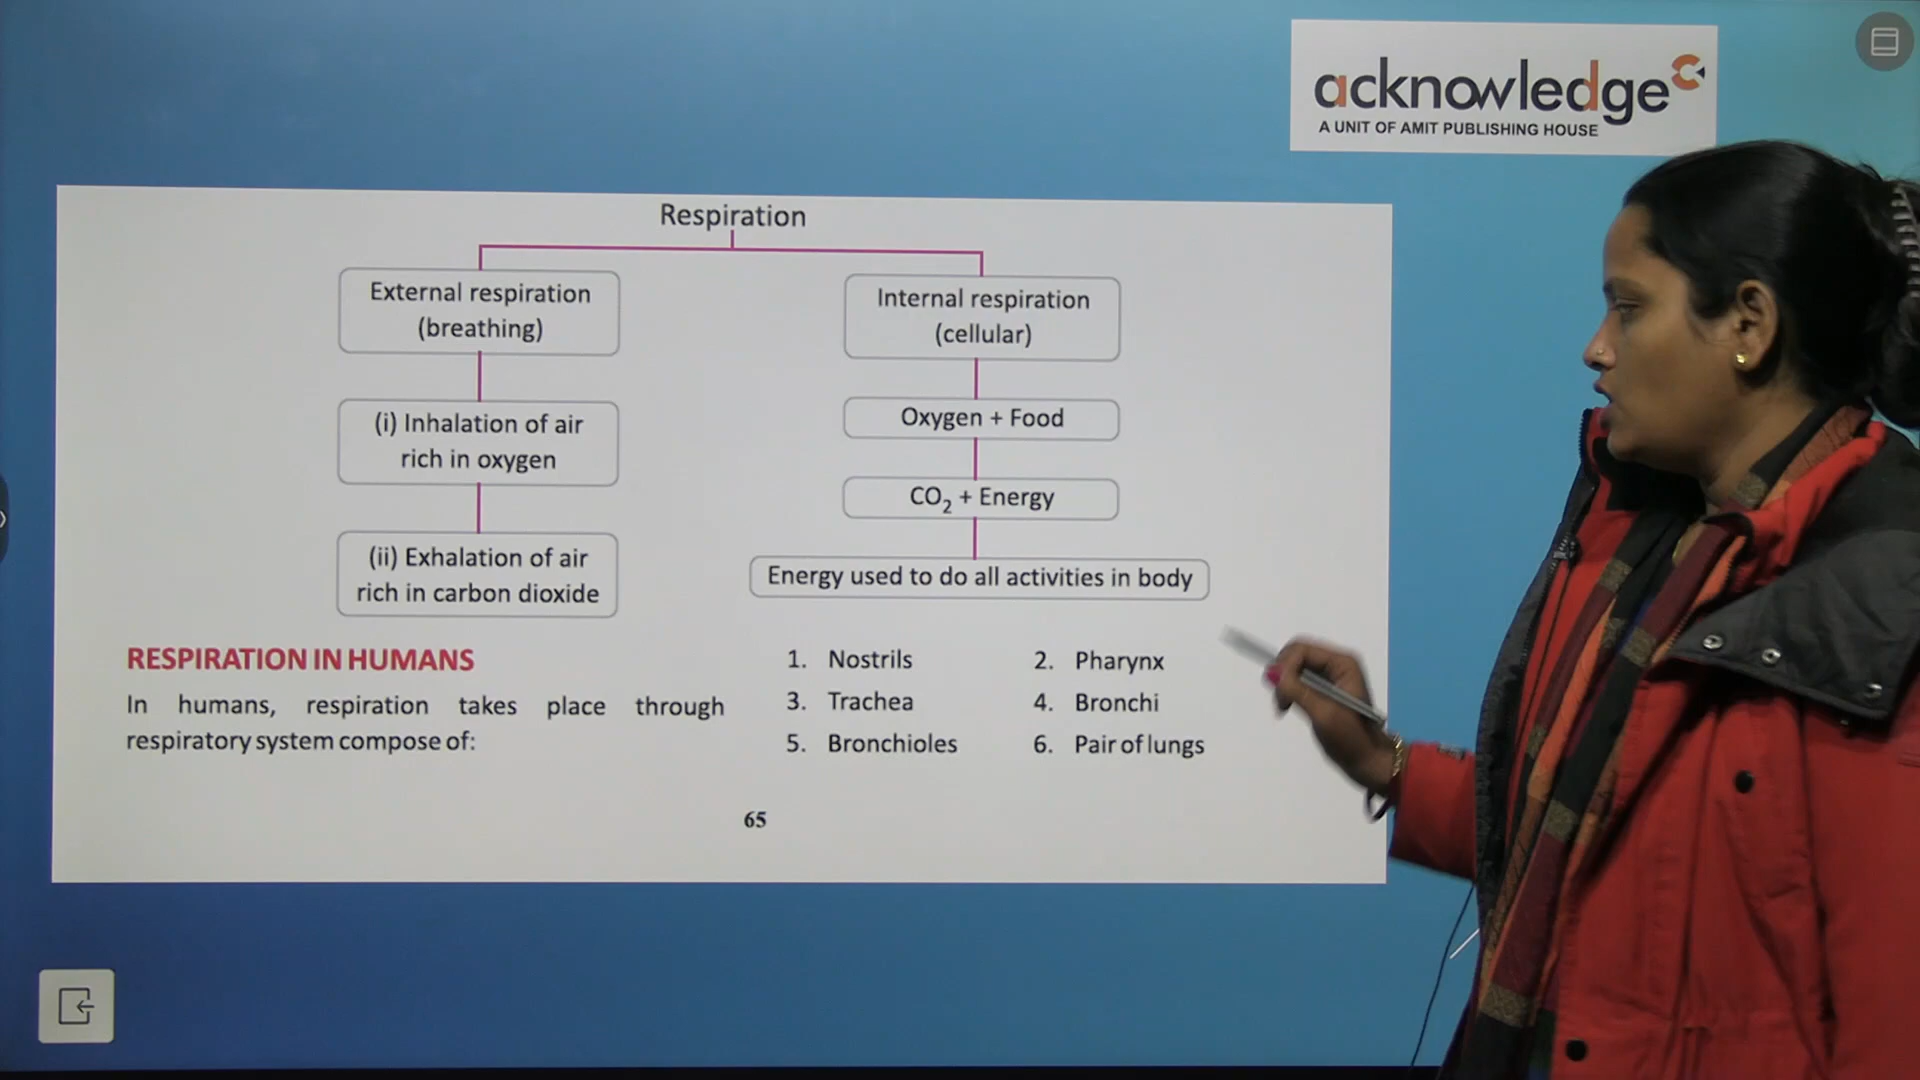 acknowledge
A UNIT OF AMIT PUBLISHING HOUSE
Respiration
External respiration
(breathing)
(i) Inhalation of air
rich in oxygen
(ii) Exhalation of air
rich in carbon dioxide
Internal respiration
(cellular)
Oxygen + Food
CO₂ + Energy
Energy used to do all activities in body
RESPIRATION IN HUMANS
In humans, respiration takes place through
respiratory system compose of:
1. Nostrils
2. Pharynx
3. Trachea
4. Bronchi
5. Bronchioles
6. Pair of lungs
65